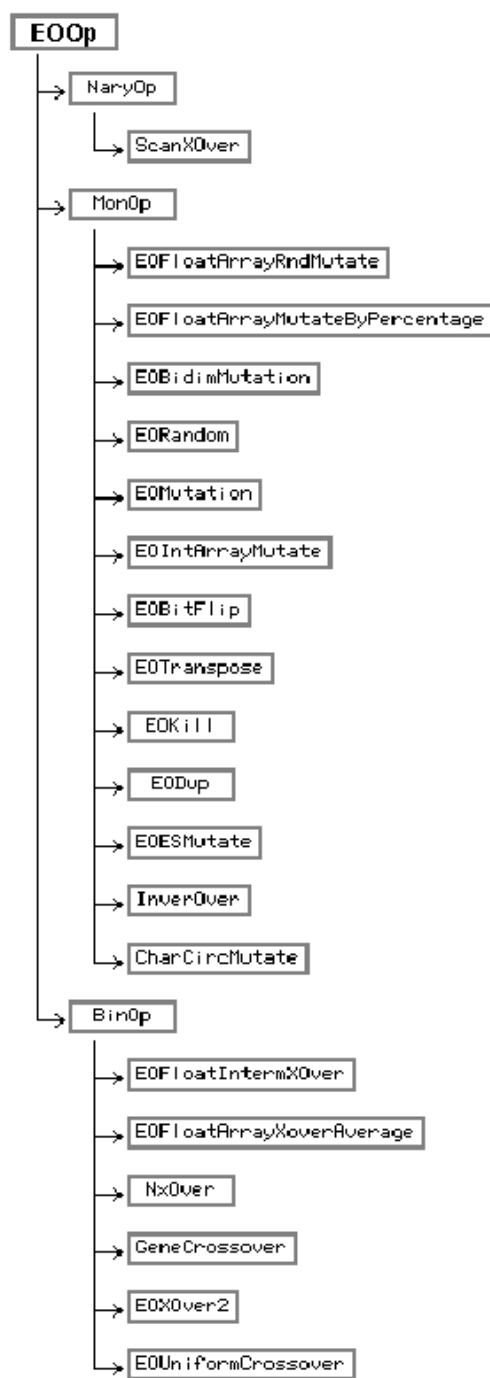 EOOp
NaryOp
ScanXOver
MonOp
EOFloatArrayRndMutate
EOFloatArrayMutateByPercentage
EOBidimMutation
EORandom
EOMutation
EOIntArrayMutate
EOBitFlip
EOTranspose
EOKill
EODup
EOESMutate
InverOver
CharCircMutate
BinOp
EOFloatIntermXOver
EOFloatArrayXoverAverage
NxOver
GeneCrossover
EOXOver2
EOUniformCrossover